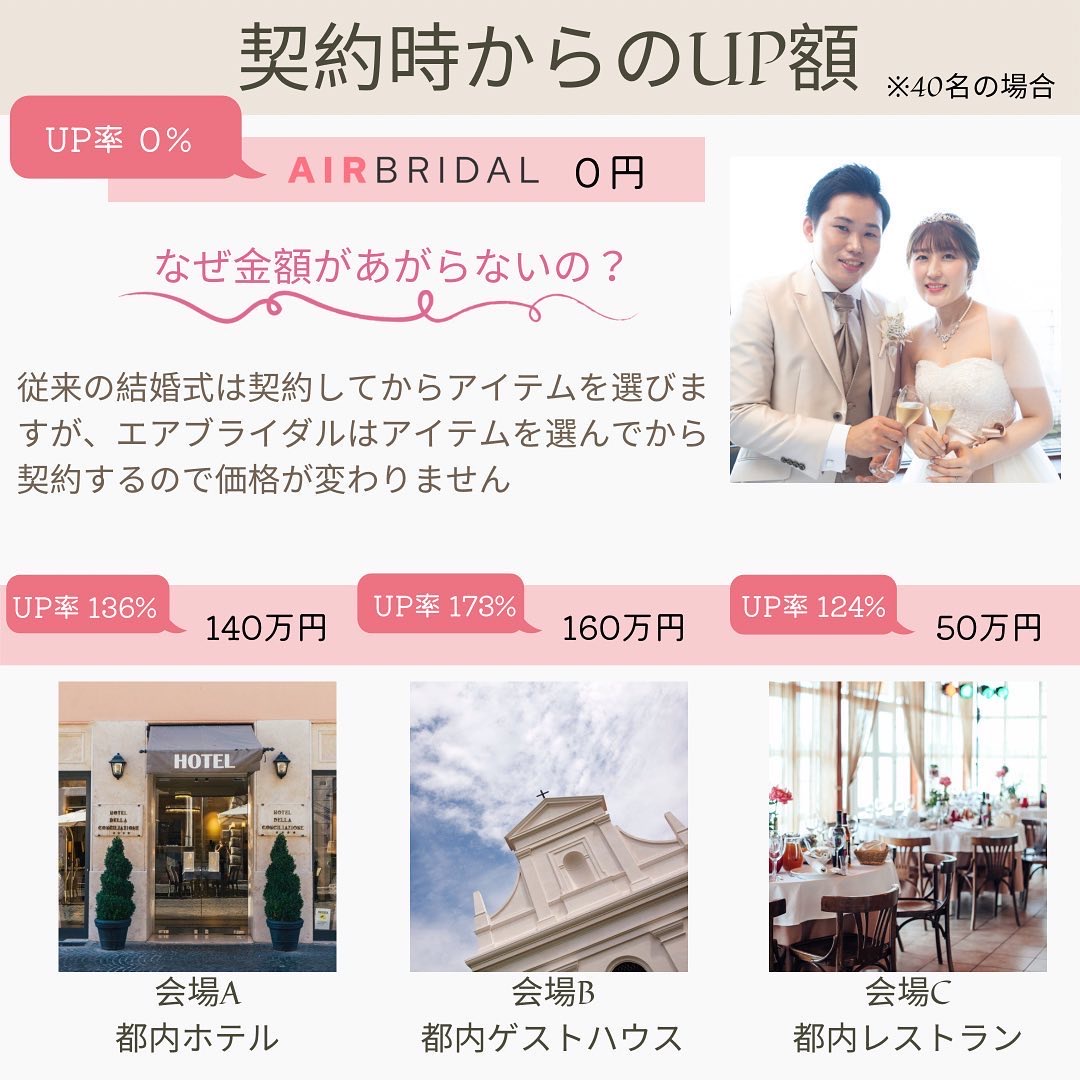 契約時からのUP額
※40名の場合
UP率 0%
AIRBRIDAL 0円
なぜ金額があがらないの？
従来の結婚式は契約してからアイテムを選びま
すが、エアブライダルはアイテムを選んでから
契約するので価格が変わりません
UP率 136%
140万円
UP率 173%
160万円
UP率 124%
50万円
HOTEL
HOTEL
DELLA
CONCILIAZIONE
HOTEL
DELLA
CONCILIAZIONE
会場A
都内ホテル
会場B
都内ゲストハウス
会場C
都内レストラン